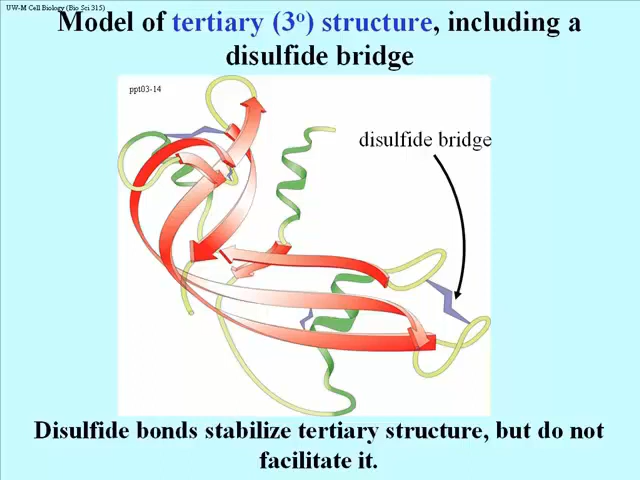 UW-M Cell Biology (Bio Sci 315)
Model of tertiary (3º) structure, including a
disulfide bridge
ppt03-14
disulfide bridge
Disulfide bonds stabilize tertiary structure, but do not
facilitate it.